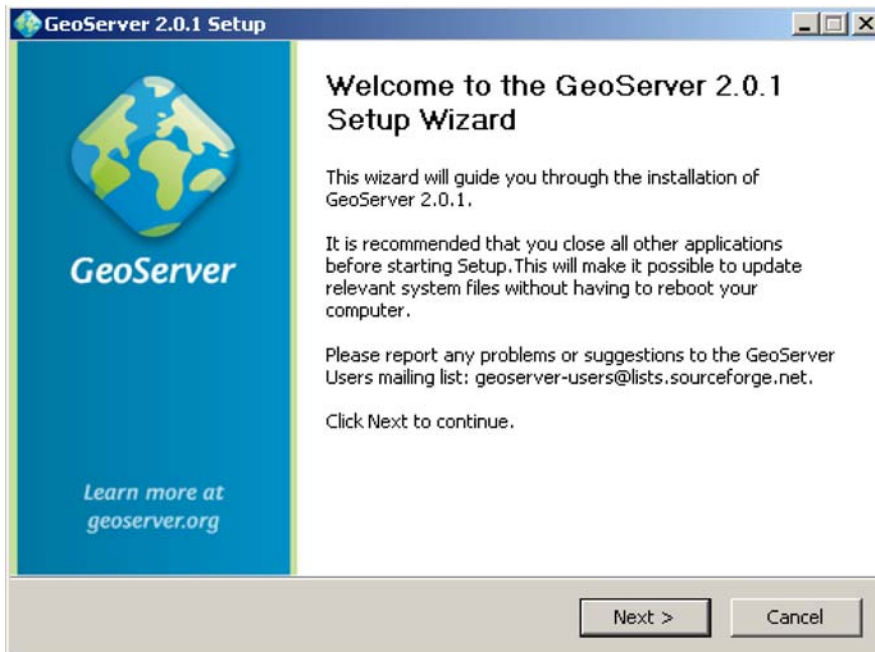 GeoServer 2.0.1 Setup
GeoServer
Learn more at
geoserver.org
Welcome to the GeoServer 2.0.1
Setup Wizard
This wizard will guide you through the installation of
GeoServer 2.0.1.
It is recommended that you close all other applications
before starting Setup.This will make it possible to update
relevant system files without having to reboot your
computer.
Please report any problems or suggestions to the GeoServer
Users mailing list: geoserver-users@lists.sourceforge.net.
Click Next to continue.
Next >
Cancel